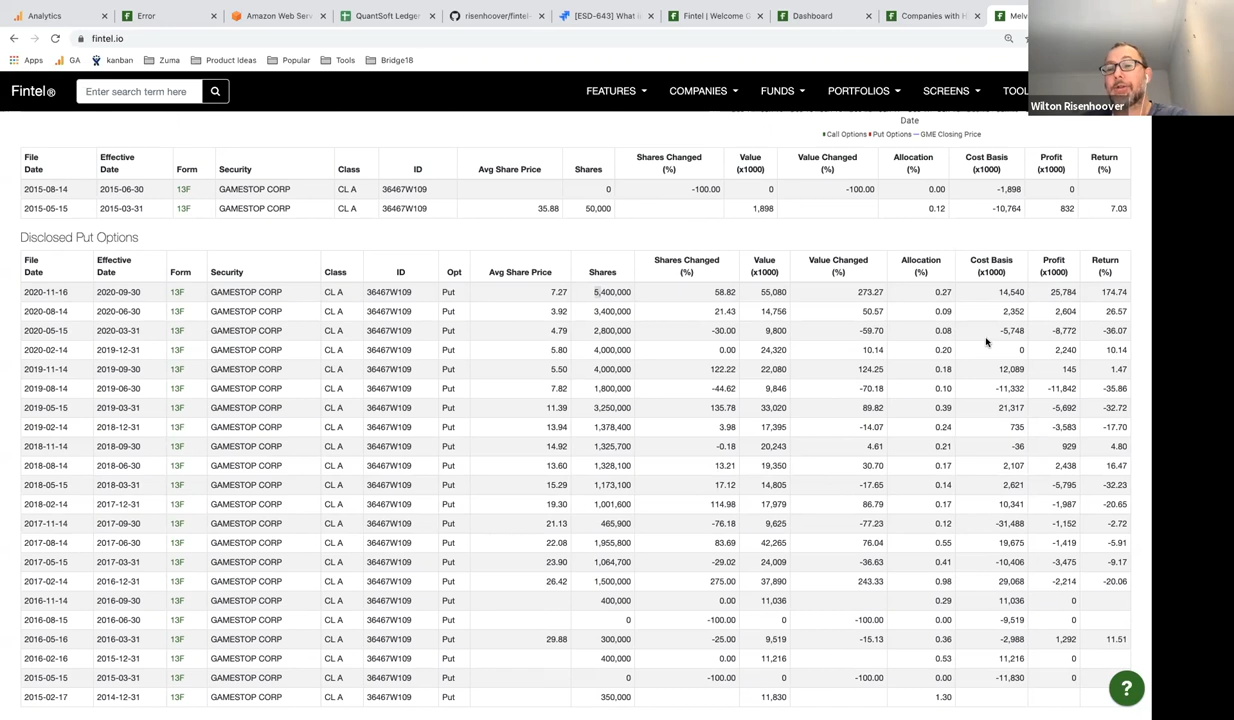 Analytics × Error × Amazon Web Serv × QuantSoft Ledger × risenhoover/fintel- × [ESD-643] What × Fintel | Welcome × Dashboard × Companies with H × Melv
fintel.io
Apps GA kanban Zuma Product Ideas Popular Tools Bridge18
Fintel® Enter search term here FEATURES COMPANIES FUNDS PORTFOLIOS SCREENS TOOL
Wilton Risenhoover
Date
Call Options Put Options GME Closing Price
File Date Effective Date Form Security Class ID Avg Share Price Shares Shares Changed (%) Value (x1000) Value Changed (%) Allocation (%) Cost Basis (x1000) Profit (x1000) Return (%)
2015-08-14 2015-06-30 13F GAMESTOP CORP CL A 36467W109 0 -100.00 0 -100.00 0.00 -1,898 0
2015-05-15 2015-03-31 13F GAMESTOP CORP CL A 36467W109 35.88 50,000 1,898 0.12 -10,764 832 7.03
Disclosed Put Options
File Date Effective Date Form Security Class ID Opt Avg Share Price Shares Shares Changed (%) Value (x1000) Value Changed (%) Allocation (%) Cost Basis (x1000) Profit (x1000) Return (%)
2020-11-16 2020-09-30 13F GAMESTOP CORP CL A 36467W109 Put 7.27 5,400,000 58.82 55,080 273.27 0.27 14,540 25,784 174.74
2020-08-14 2020-06-30 13F GAMESTOP CORP CL A 36467W109 Put 3.92 3,400,000 21.43 14,756 50.57 0.09 2,352 2,604 26.57
2020-05-15 2020-03-31 13F GAMESTOP CORP CL A 36467W109 Put 4.79 2,800,000 -30.00 9,800 -59.70 0.08 -5,748 -8,772 -36.07
2020-02-14 2019-12-31 13F GAMESTOP CORP CL A 36467W109 Put 5.80 4,000,000 0.00 24,320 10.14 0.20 0 2,240 10.14
2019-11-14 2019-09-30 13F GAMESTOP CORP CL A 36467W109 Put 5.50 4,000,000 122.22 22,080 124.25 0.18 12,089 145 1.47
2019-08-14 2019-06-30 13F GAMESTOP CORP CL A 36467W109 Put 7.82 1,800,000 -44.62 9,846 -70.18 0.10 -11,332 -11,842 -35.86
2019-05-15 2019-03-31 13F GAMESTOP CORP CL A 36467W109 Put 11.39 3,250,000 135.78 33,020 89.82 0.39 21,317 -5,692 -32.72
2019-02-14 2018-12-31 13F GAMESTOP CORP CL A 36467W109 Put 13.94 1,378,400 3.98 17,395 -14.07 0.24 735 -3,583 -17.70
2018-11-14 2018-09-30 13F GAMESTOP CORP CL A 36467W109 Put 14.92 1,325,700 -0.18 20,243 4.61 0.21 -36 929 4.80
2018-08-14 2018-06-30 13F GAMESTOP CORP CL A 36467W109 Put 13.60 1,328,100 13.21 19,350 30.70 0.17 2,107 2,438 16.47
2018-05-15 2018-03-31 13F GAMESTOP CORP CL A 36467W109 Put 15.29 1,173,100 17.12 14,805 -17.65 0.14 2,621 -5,795 -32.23
2018-02-14 2017-12-31 13F GAMESTOP CORP CL A 36467W109 Put 19.30 1,001,600 114.98 17,979 86.79 0.17 10,341 -1,987 -20.65
2017-11-14 2017-09-30 13F GAMESTOP CORP CL A 36467W109 Put 21.13 465,900 -76.18 9,625 -77.23 0.12 -31,488 -1,152 -2.72
2017-08-14 2017-06-30 13F GAMESTOP CORP CL A 36467W109 Put 22.08 1,955,800 83.69 42,265 76.04 0.55 19,675 -1,419 -5.91
2017-05-15 2017-03-31 13F GAMESTOP CORP CL A 36467W109 Put 23.90 1,064,700 -29.02 24,009 -36.63 0.41 -10,406 -3,475 -9.17
2017-02-14 2016-12-31 13F GAMESTOP CORP CL A 36467W109 Put 26.42 1,500,000 275.00 37,890 243.33 0.98 29,068 -2,214 -20.06
2016-11-14 2016-09-30 13F GAMESTOP CORP CL A 36467W109 Put 400,000 0.00 11,036 0.29 11,036 0
2016-08-15 2016-06-30 13F GAMESTOP CORP CL A 36467W109 Put 0 -100.00 0 -100.00 0.00 -9,519 0
2016-05-16 2016-03-31 13F GAMESTOP CORP CL A 36467W109 Put 29.88 300,000 -25.00 9,519 -15.13 0.36 -2,988 1,292 11.51
2016-02-16 2015-12-31 13F GAMESTOP CORP CL A 36467W109 Put 400,000 0.00 11,216 0.53 11,216 0
2015-05-15 2015-03-31 13F GAMESTOP CORP CL A 36467W109 Put 0 -100.00 0 -100.00 0.00 -11,830 0
2015-02-17 2014-12-31 13F GAMESTOP CORP CL A 36467W109 Put 350,000 11,830 1.30
?